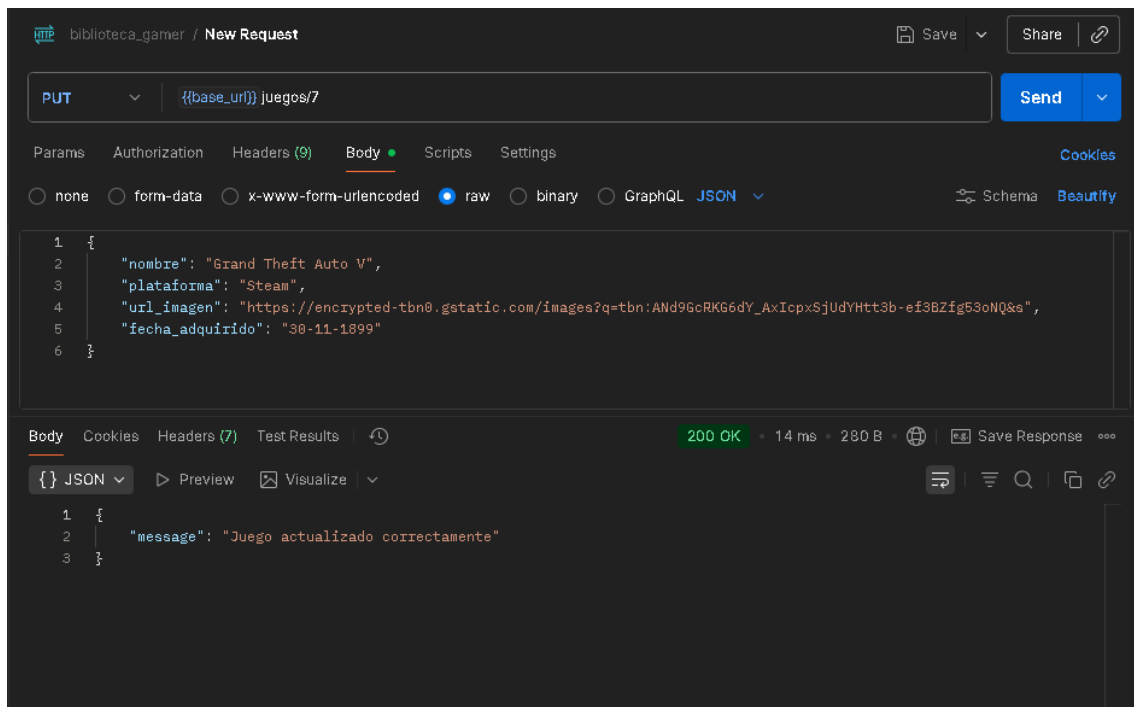 HTTP biblioteca_gamer / New Request Save Share
PUT {{base_url}} juegos/7 Send
Params Authorization Headers (9) Body Scripts Settings Cookies
none form-data x-www-form-urlencoded raw binary GraphQL JSON Schema Beautify
1 {
2 "nombre": "Grand Theft Auto V",
3 "plataforma": "Steam",
4 "url_imagen": "https://encrypted-tbn0.gstatic.com/images?q=tbn:ANd9GcRKG6dY_AxIcpxSjUdYHtt3b-ef3BZfg53oNQ&s",
5 "fecha_adquirido": "30-11-1899"
6 }
Body Cookies Headers (7) Test Results 200 OK • 14 ms • 280 B • e.g. Save Response
{} JSON Preview Visualize
1 {
2 "message": "Juego actualizado correctamente"
3 }